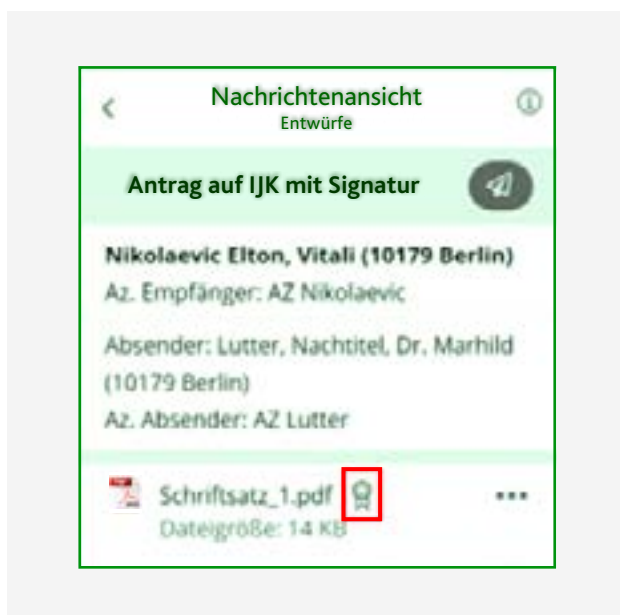 Nachrichtenansicht
Entwürfe
Antrag auf IJK mit Signatur
Nikolaevic Elton, Vitali (10179 Berlin)
Az. Empfänger: AZ Nikolaevic
Absender: Lutter, Nachtitel, Dr. Marhild
(10179 Berlin)
Az. Absender: AZ Lutter
Schriftsatz_1.pdf
Dateigröße: 14 KB